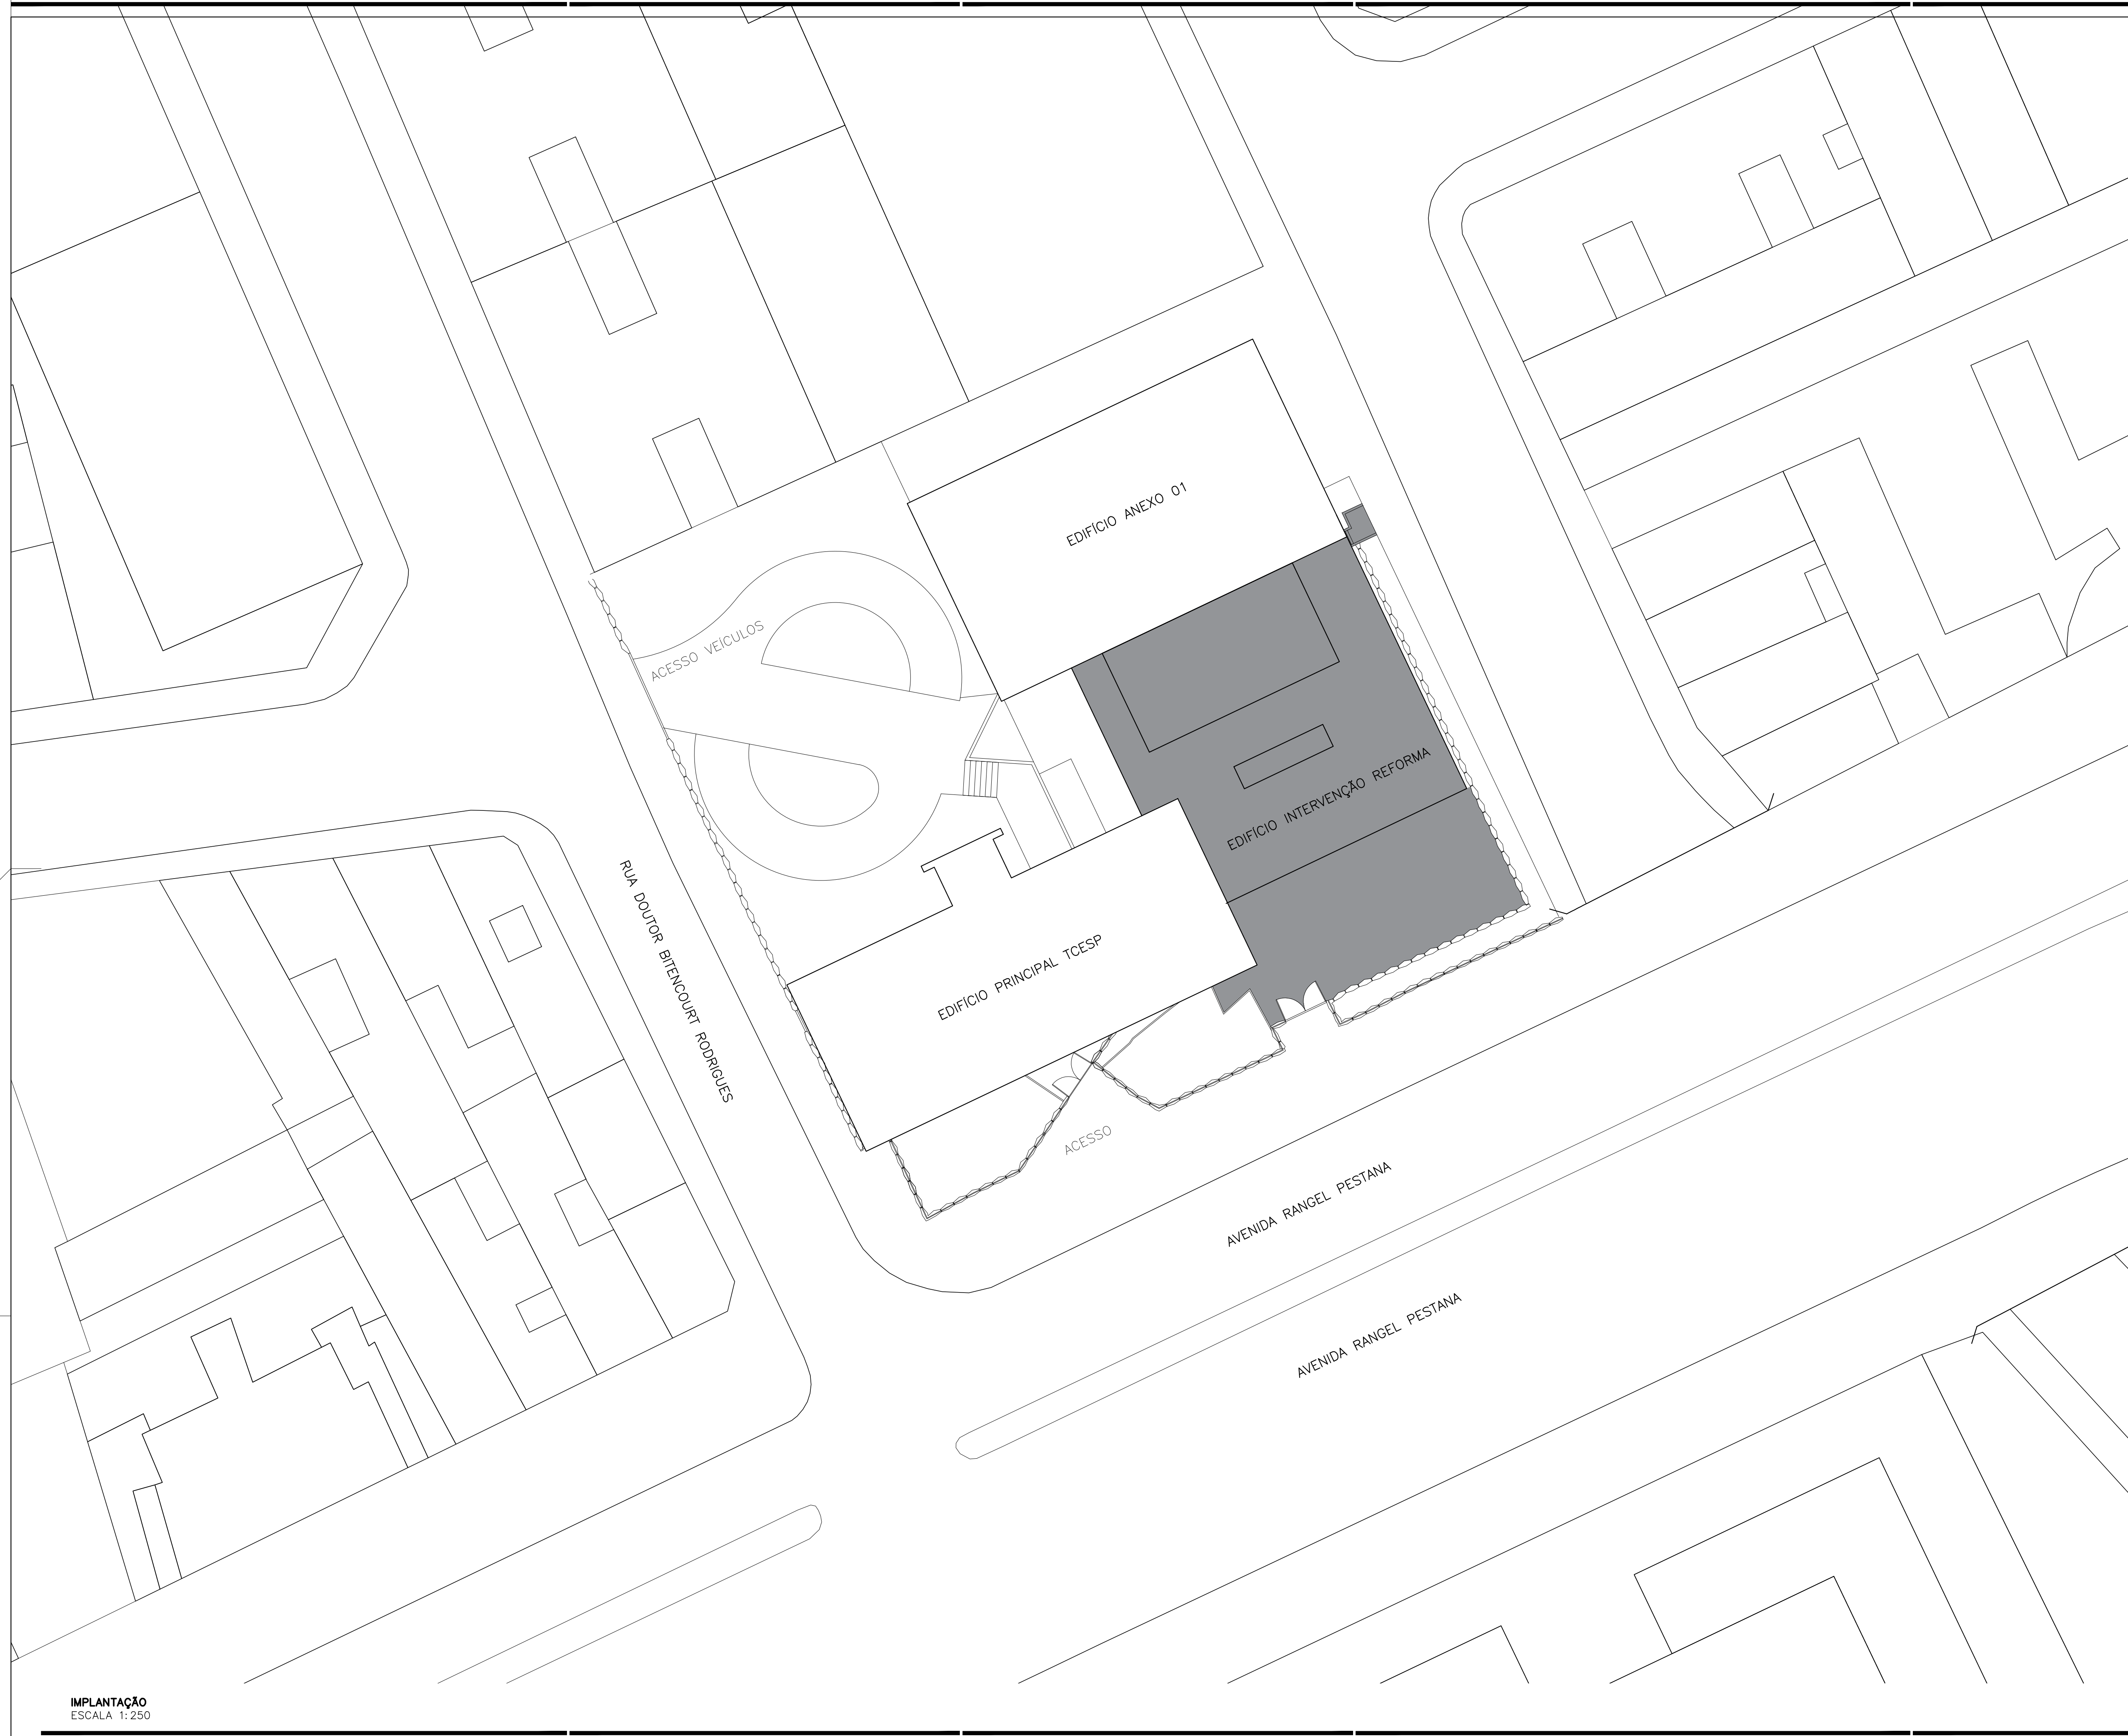 EDIFÍCIO ANEXO 01
ACESSO VEÍCULOS
EDIFÍCIO INTERVENÇÃO REFORMA
RUA DOUTOR BITENCOURT RODRIGUES
EDIFÍCIO PRINCIPAL TCESP
ACESSO
AVENIDA RANGEL PESTANA
AVENIDA RANGEL PESTANA
IMPLANTAÇÃO
ESCALA 1:250